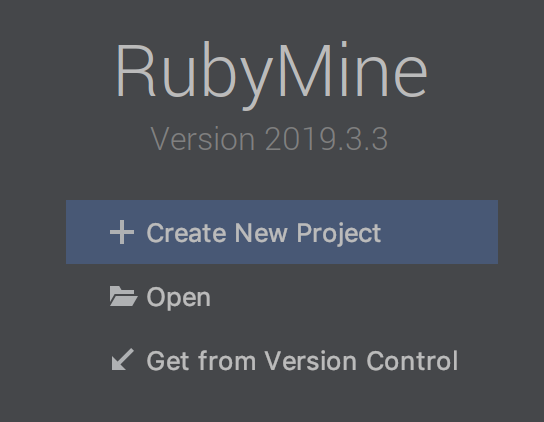 RubyMine
Version 2019.3.3
Create New Project
Open
Get from Version Control